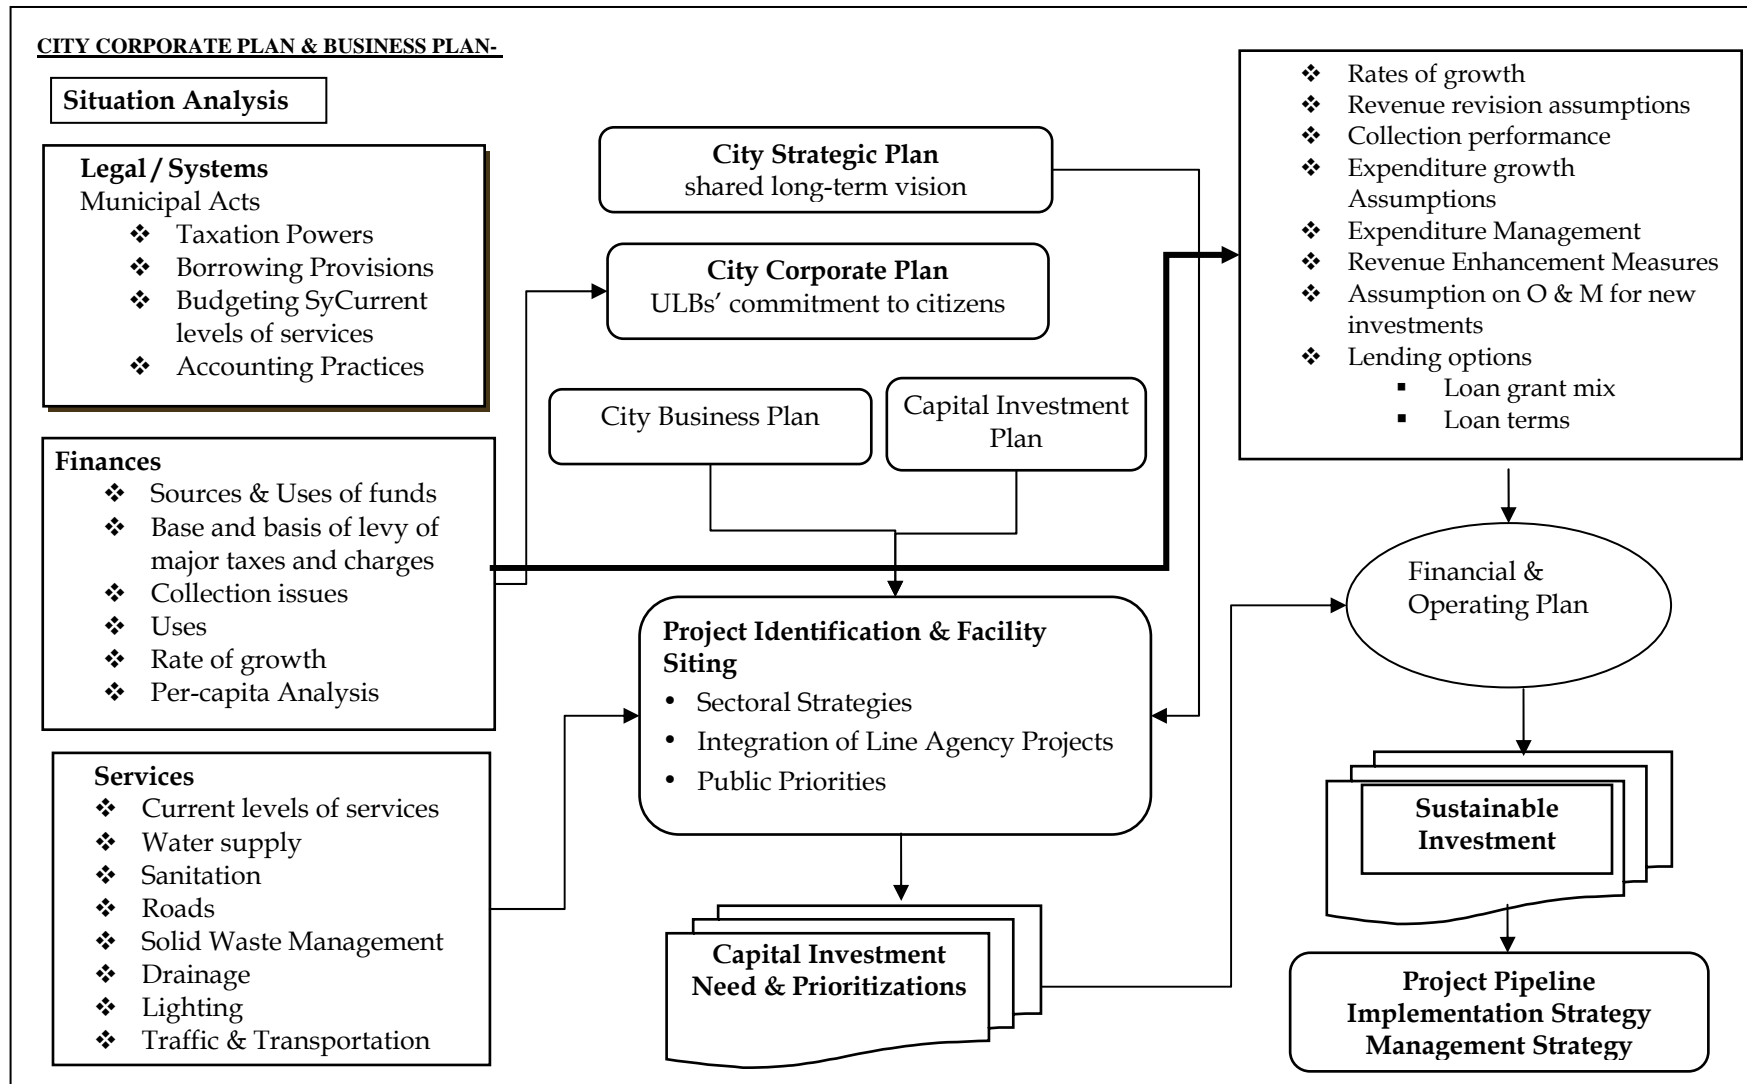 CITY CORPORATE PLAN & BUSINESS PLAN-
Situation Analysis
Legal / Systems
Municipal Acts
❖ Taxation Powers
❖ Borrowing Provisions
❖ Budgeting SyCurrent
levels of services
❖ Accounting Practices
Finances
❖ Sources & Uses of funds
❖ Base and basis of levy of
major taxes and charges
❖ Collection issues
❖ Uses
❖ Rate of growth
❖ Per-capita Analysis
Services
❖ Current levels of services
❖ Water supply
❖ Sanitation
❖ Roads
❖ Solid Waste Management
❖ Drainage
❖ Lighting
❖ Traffic & Transportation
City Strategic Plan
shared long-term vision
City Corporate Plan
ULBs’ commitment to citizens
City Business Plan
Capital Investment
Plan
Project Identification & Facility
Siting
• Sectoral Strategies
• Integration of Line Agency Projects
• Public Priorities
Capital Investment
Need & Prioritizations
❖ Rates of growth
❖ Revenue revision assumptions
❖ Collection performance
❖ Expenditure growth
Assumptions
❖ Expenditure Management
❖ Revenue Enhancement Measures
❖ Assumption on O & M for new
investments
❖ Lending options
▪ Loan grant mix
▪ Loan terms
Financial &
Operating Plan
Sustainable
Investment
Project Pipeline
Implementation Strategy
Management Strategy